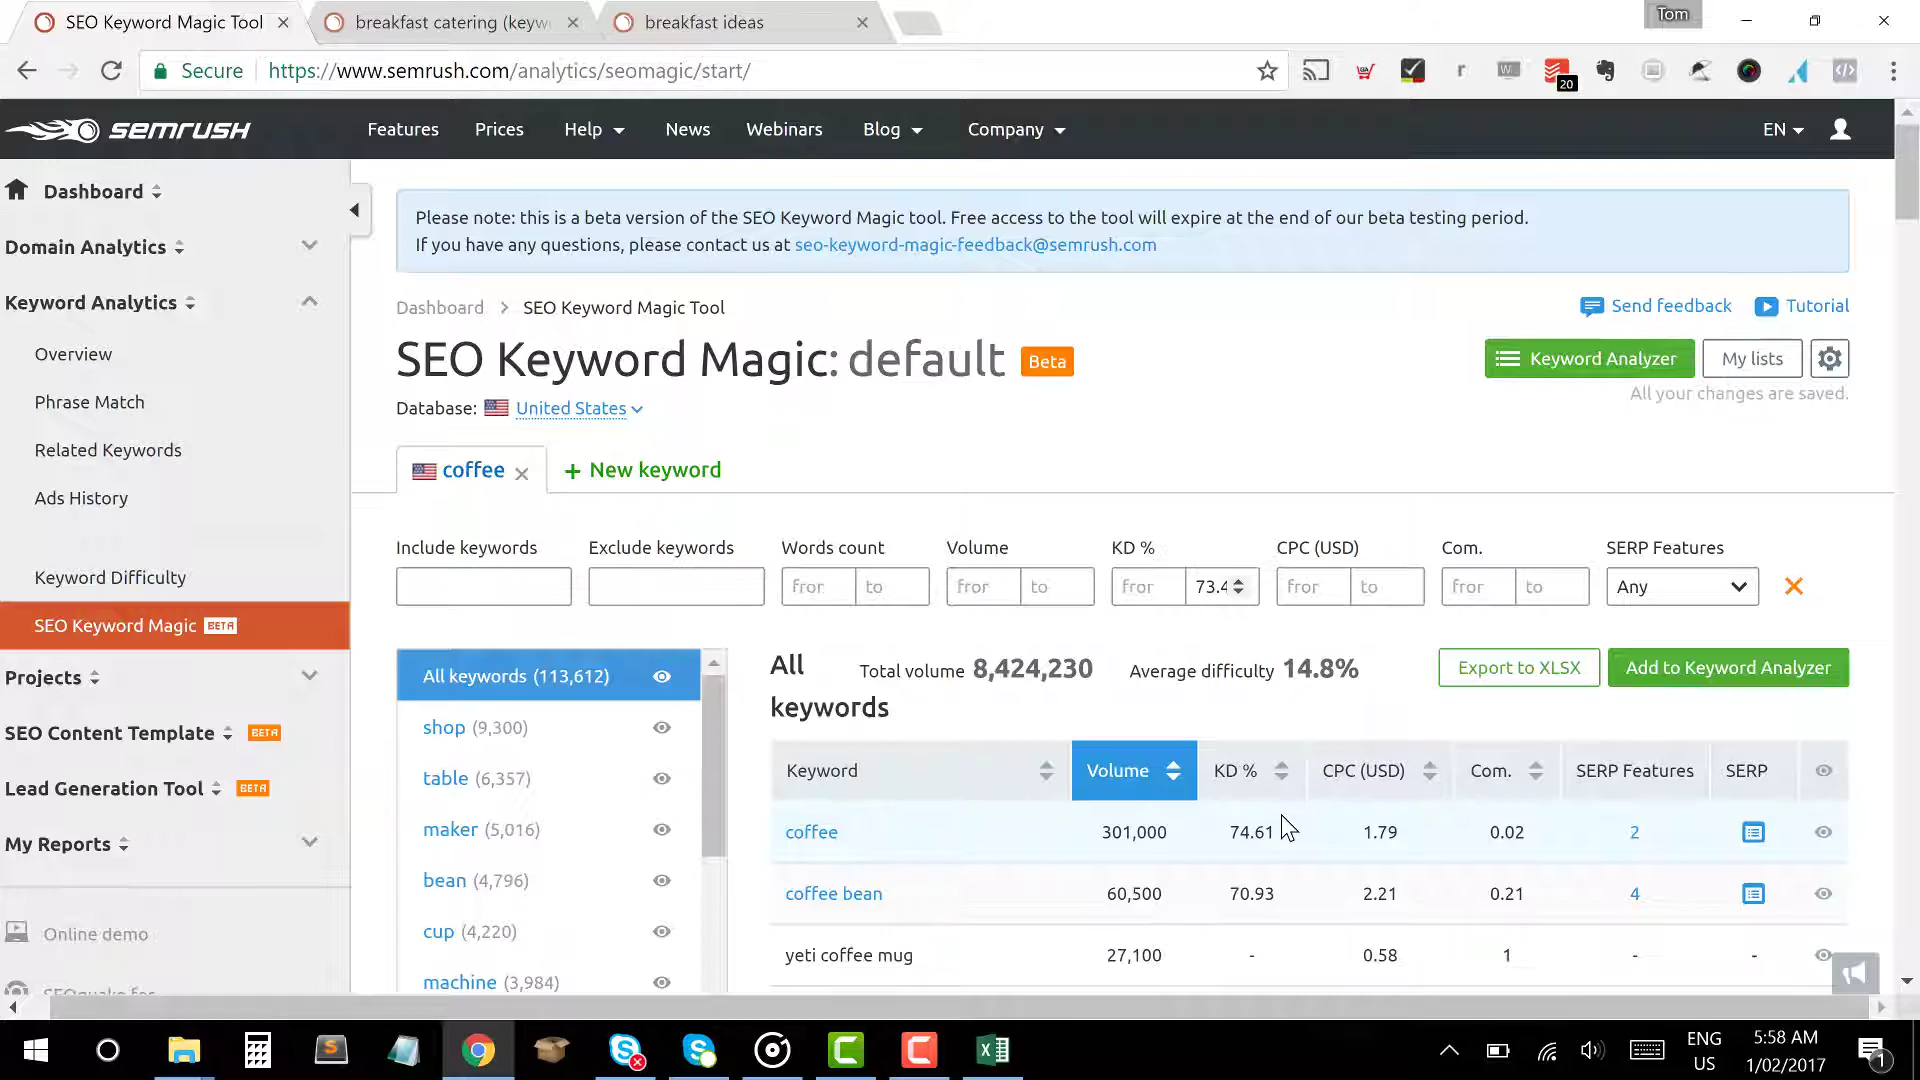 SEO Keyword Magic Tool
breakfast catering (keyw
breakfast ideas
Tom
Secure
https://www.semrush.com/analytics/seomagic/start/
20
SEMRUSH
Features
Prices
Help
News
Webinars
Blog
Company
EN
Dashboard
Domain Analytics
Keyword Analytics
Overview
Phrase Match
Related Keywords
Ads History
Keyword Difficulty
SEO Keyword Magic BETA
Projects
SEO Content Template BETA
Lead Generation Tool BETA
My Reports
Online demo
SEOquake for
Please note: this is a beta version of the SEO Keyword Magic tool. Free access to the tool will expire at the end of our beta testing period.
If you have any questions, please contact us at seo-keyword-magic-feedback@semrush.com
Dashboard > SEO Keyword Magic Tool
Send feedback
Tutorial
SEO Keyword Magic: default Beta
Keyword Analyzer
My lists
All your changes are saved.
Database: United States
coffee
+ New keyword
Include keywords
Exclude keywords
Words count
Volume
KD %
CPC (USD)
Com.
SERP Features
fror to
fror to
fror 73.4
fror to
fror to
Any
All keywords (113,612)
shop (9,300)
table (6,357)
maker (5,016)
bean (4,796)
cup (4,220)
machine (3,984)
All keywords
Total volume 8,424,230
Average difficulty 14.8%
Export to XLSX
Add to Keyword Analyzer
Keyword Volume KD % CPC (USD) Com. SERP Features SERP
coffee 301,000 74.61 1.79 0.02 2
coffee bean 60,500 70.93 2.21 0.21 4
yeti coffee mug 27,100 - 0.58 1 - -
ENG
US
5:58 AM
1/02/2017
1